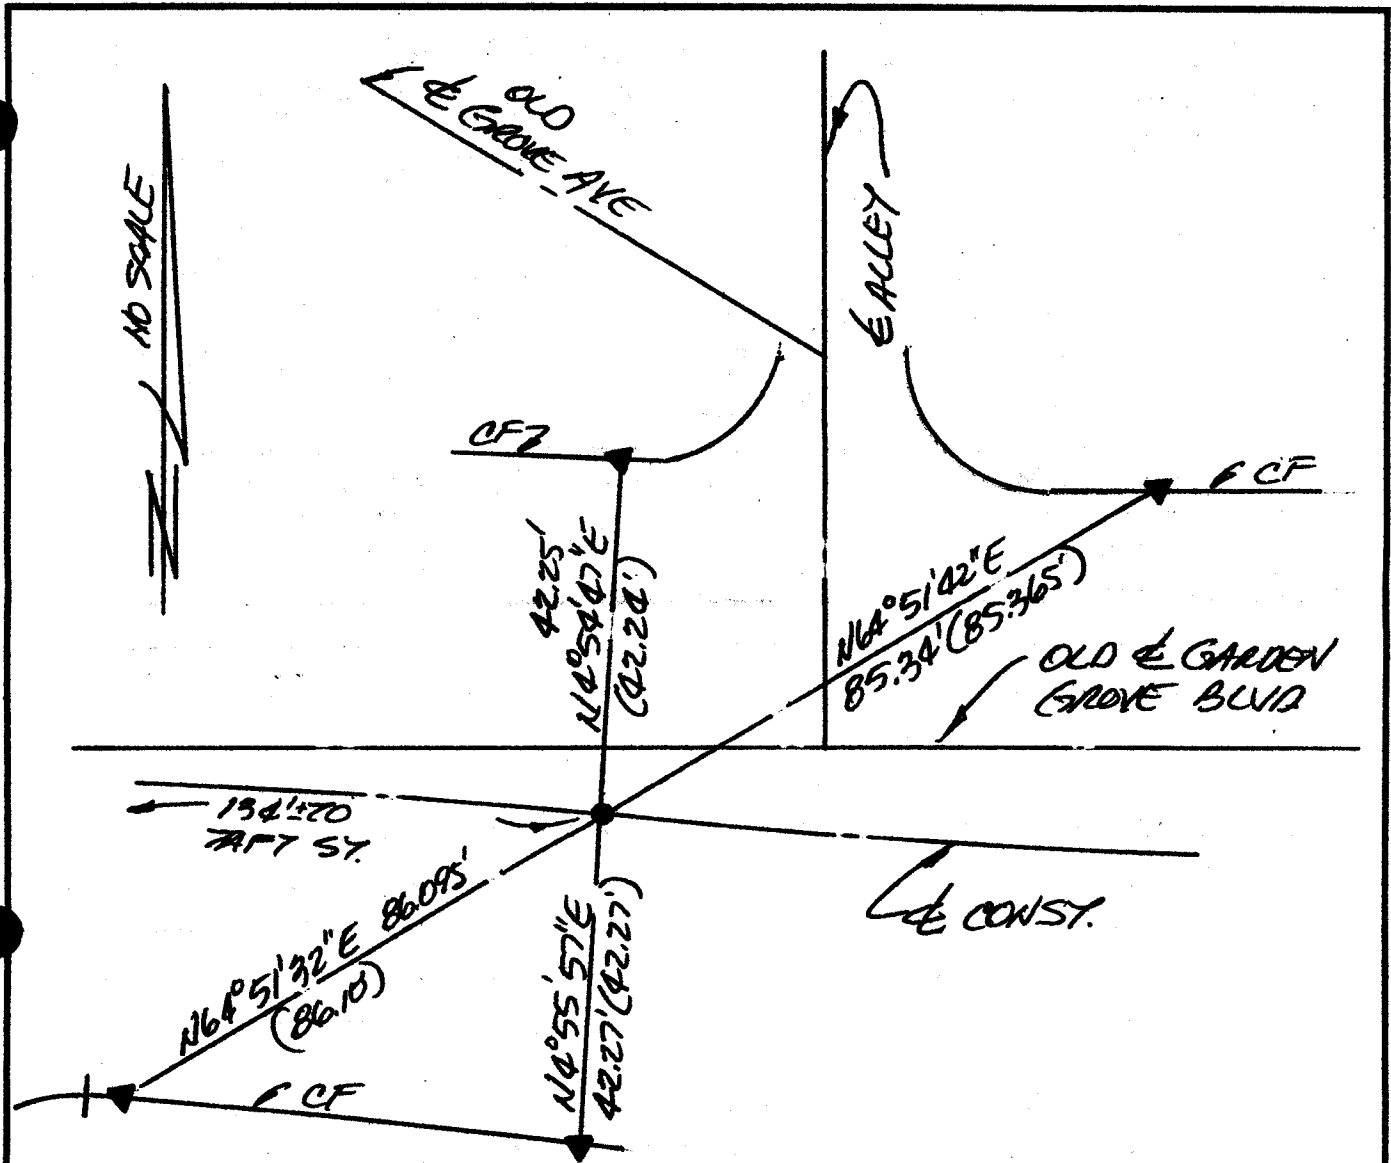 OLD
℄ GROVE AVE
NO SCALE
N
℄ ALLEY
CF
CF
42.25'
N4°54'47"E
(42.24')
N64°51'42"E
85.34' (85.365')
OLD ℄ GARDEN
GROVE BLVD
134'± TO
TAFT ST.
N64°51'32"E 86.095'
(86.10')
N4°55'57"E
42.27' (42.27')
℄ CONST.
CF